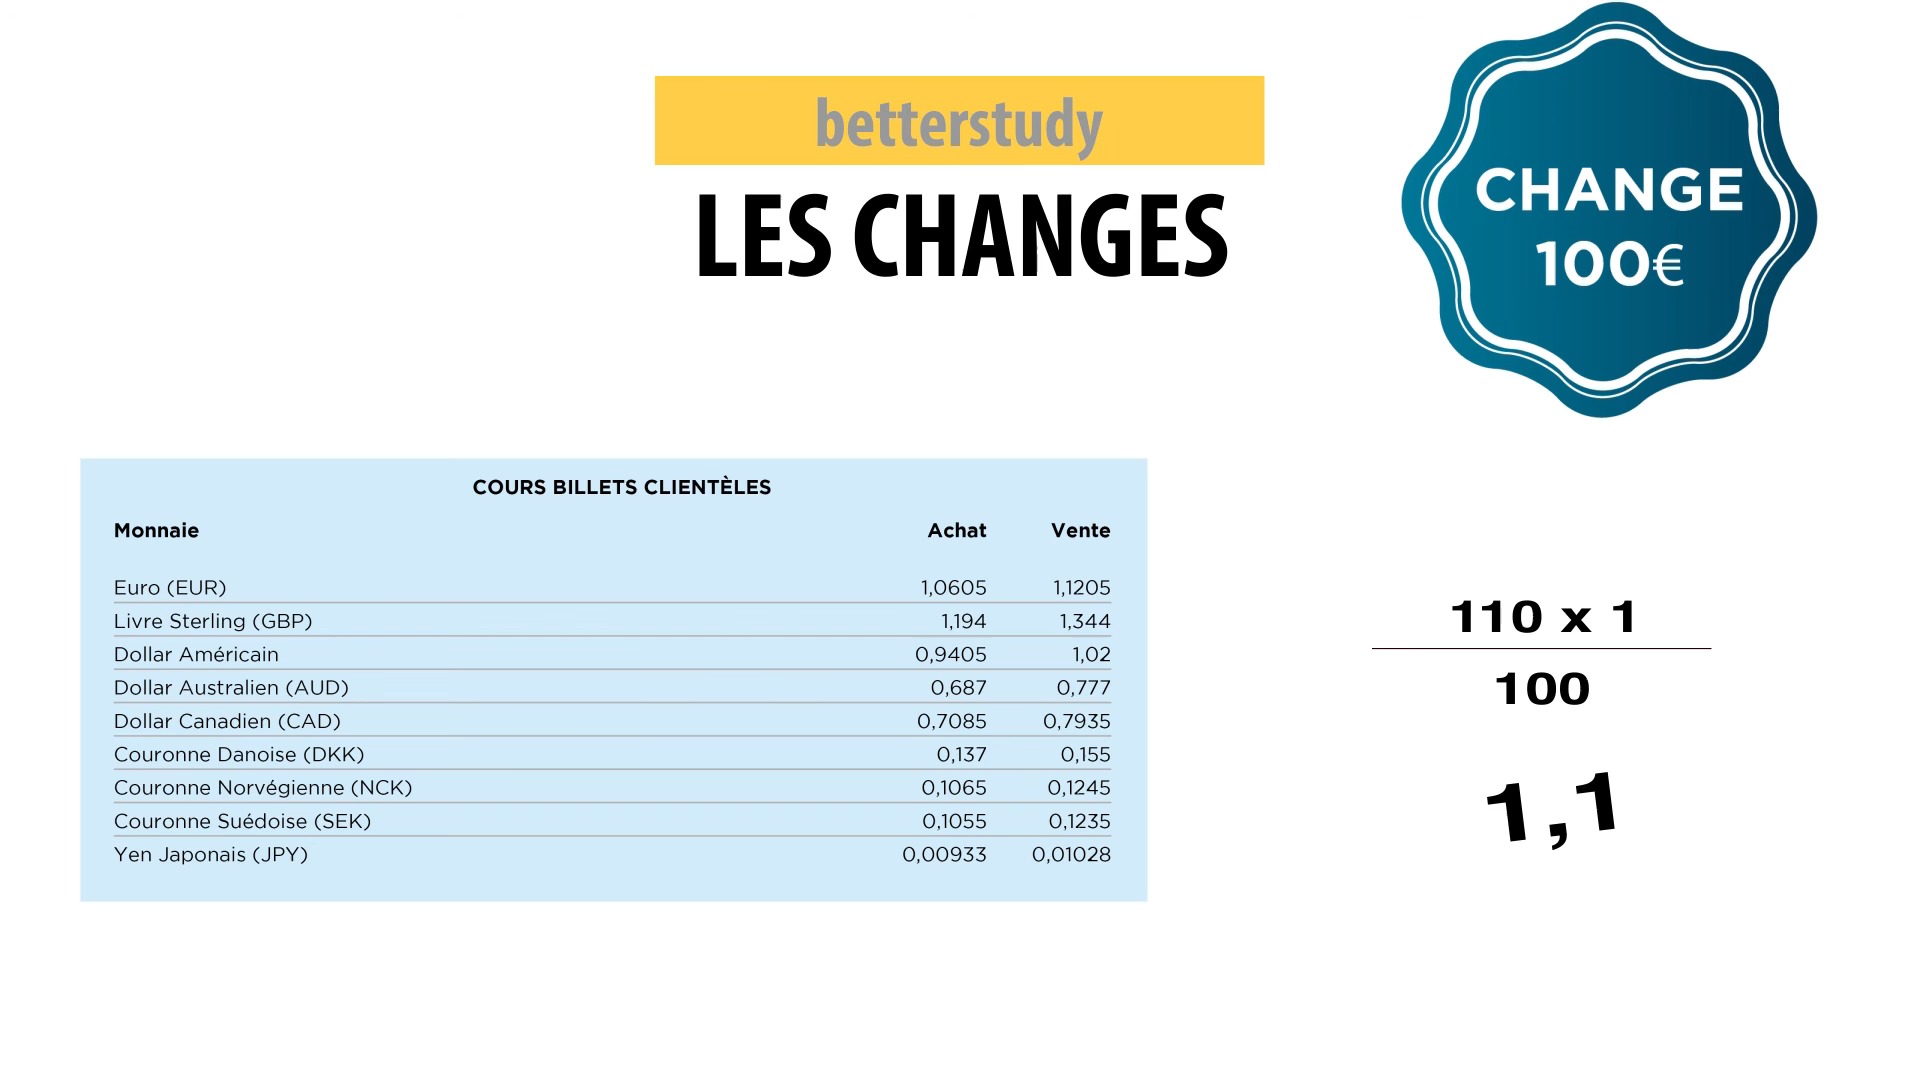 betterstudy
LES CHANGES
CHANGE
100€
COURS BILLETS CLIENTÈLES
Monnaie Achat Vente
Euro (EUR) 1,0605 1,1205
Livre Sterling (GBP) 1,194 1,344
Dollar Américain 0,9405 1,02
Dollar Australien (AUD) 0,687 0,777
Dollar Canadien (CAD) 0,7085 0,7935
Couronne Danoise (DKK) 0,137 0,155
Couronne Norvégienne (NCK) 0,1065 0,1245
Couronne Suédoise (SEK) 0,1055 0,1235
Yen Japonais (JPY) 0,00933 0,01028
110 x 1
100
1,1